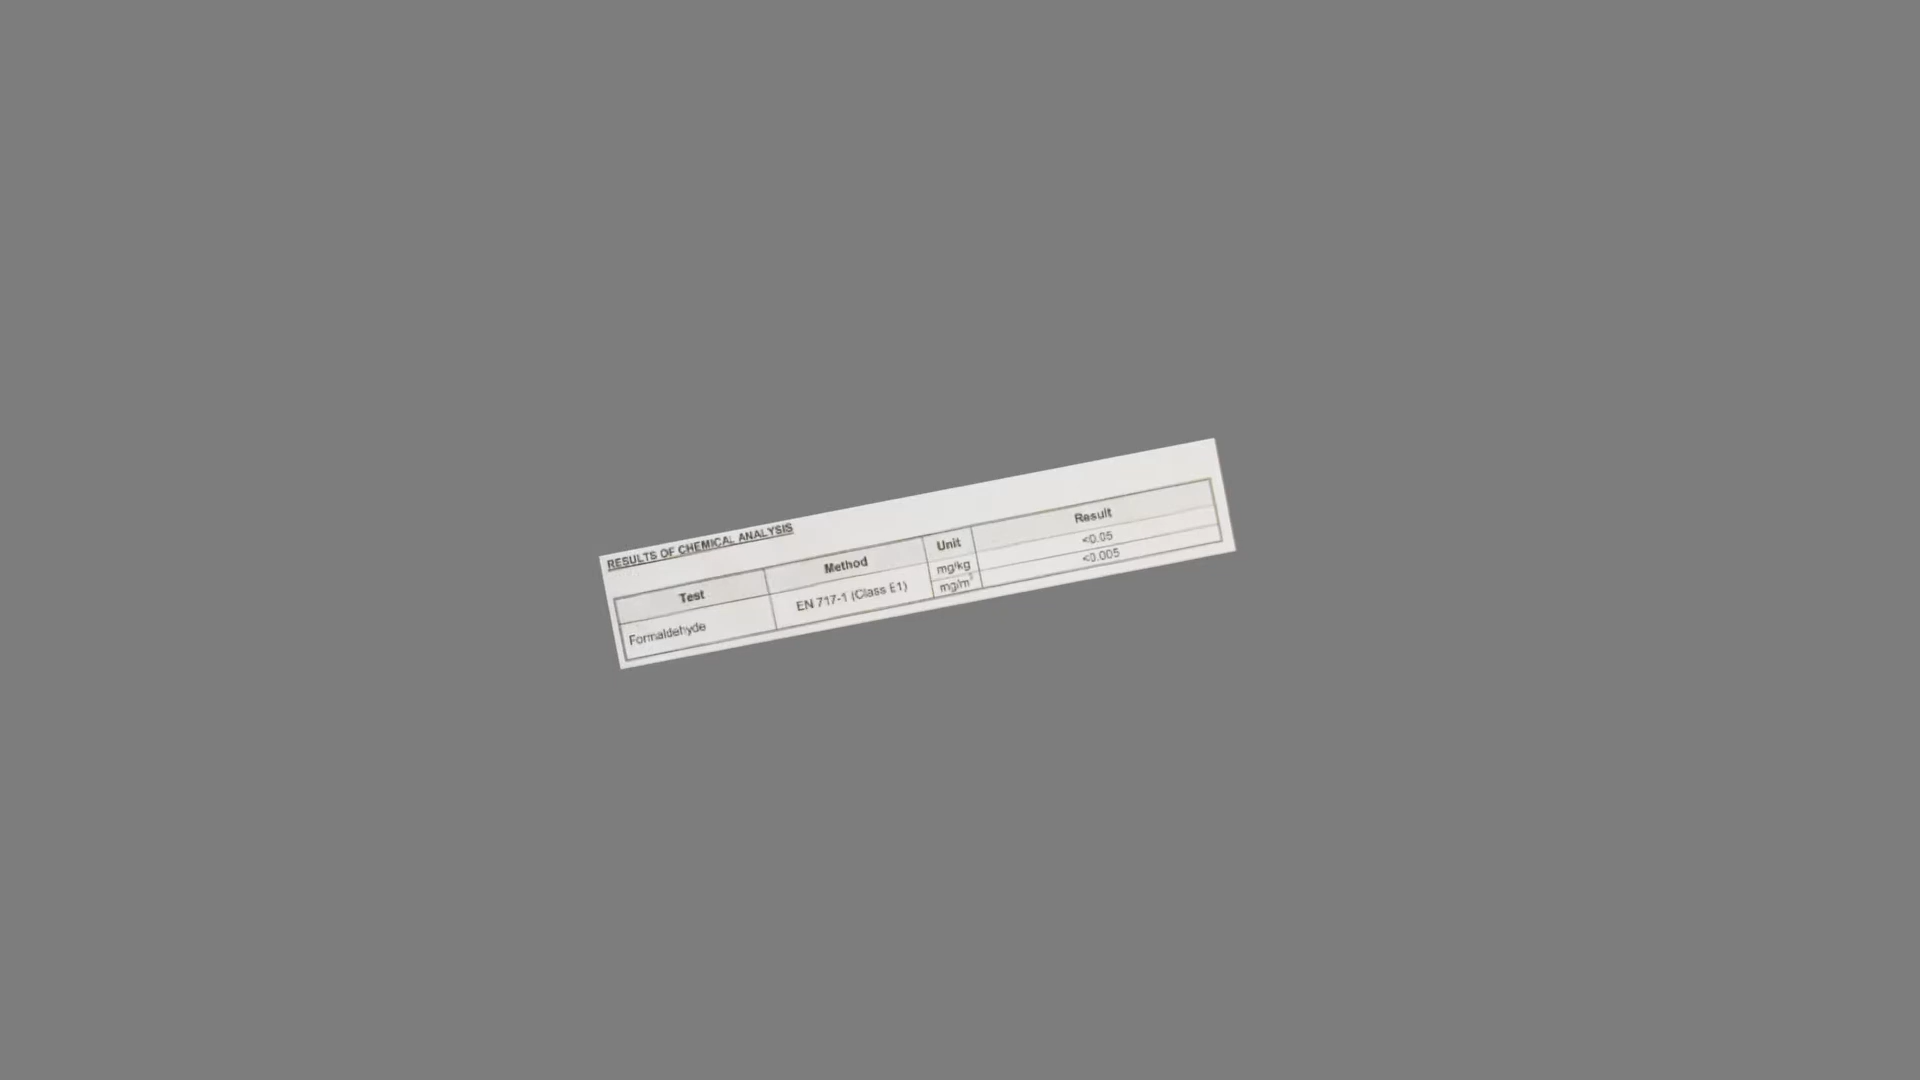 RESULTS OF CHEMICAL ANALYSIS
Test Method Unit Result
Formaldehyde EN 717-1 (Class E1) mg/kg <0.05
mg/m³ <0.005